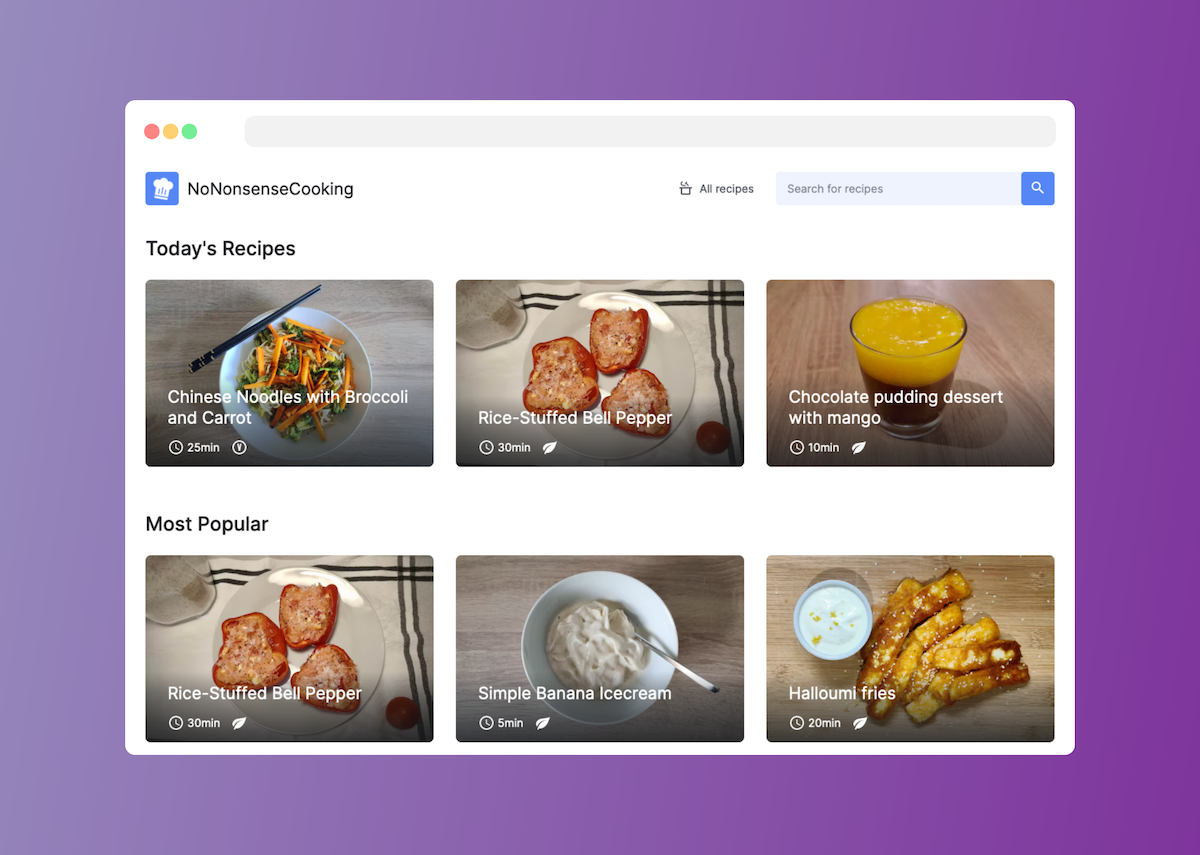 NoNonsenseCooking
All recipes
Search for recipes
Today's Recipes
Chinese Noodles with Broccoli
and Carrot
25min
Rice-Stuffed Bell Pepper
30min
Chocolate pudding dessert
with mango
10min
Most Popular
Rice-Stuffed Bell Pepper
30min
Simple Banana Icecream
5min
Halloumi fries
20min